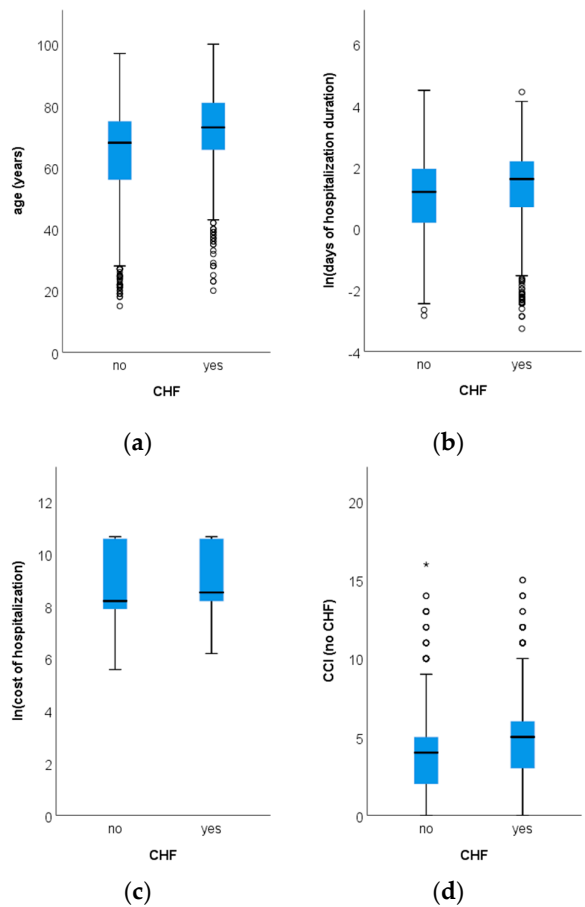 100
80
60
40
20
0
age (years)
no yes
CHF
(a)
6
4
2
0
-2
-4
ln(days of hospitalization duration)
no yes
CHF
(b)
12
10
8
6
4
2
0
ln(cost of hospitalization)
no yes
CHF
(c)
20
15
10
5
0
CCI (no CHF)
no yes
CHF
(d)